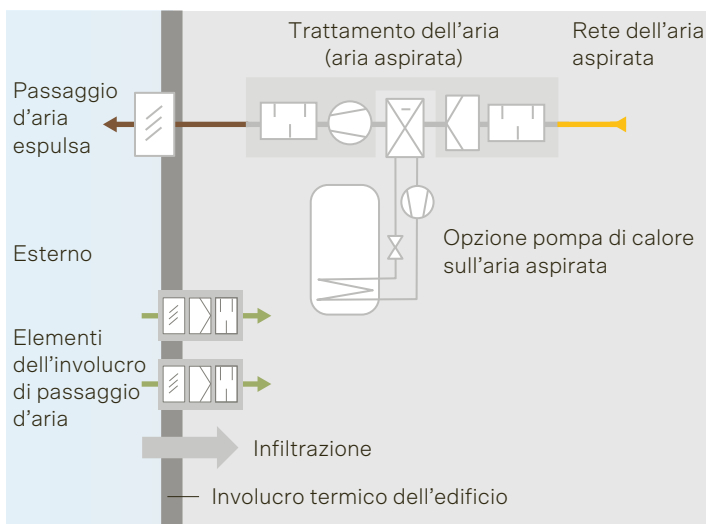 Trattamento dell’aria
(aria aspirata)
Rete dell’aria
aspirata
Passaggio
d’aria
espulsa
Opzione pompa di calore
sull’aria aspirata
Esterno
Elementi
dell’involucro
di passaggio
d’aria
Infiltrazione
Involucro termico dell’edificio